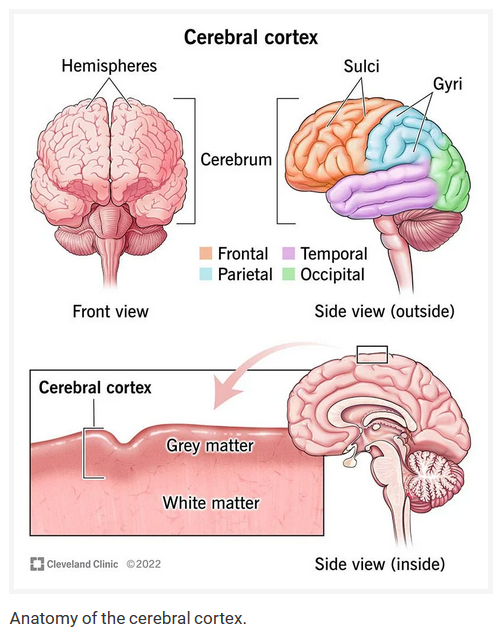 Cerebral cortex
Hemispheres
Sulci
Gyri
Cerebrum
Frontal
Temporal
Parietal
Occipital
Front view
Side view (outside)
Cerebral cortex
Grey matter
White matter
Cleveland Clinic ©2022
Side view (inside)
Anatomy of the cerebral cortex.